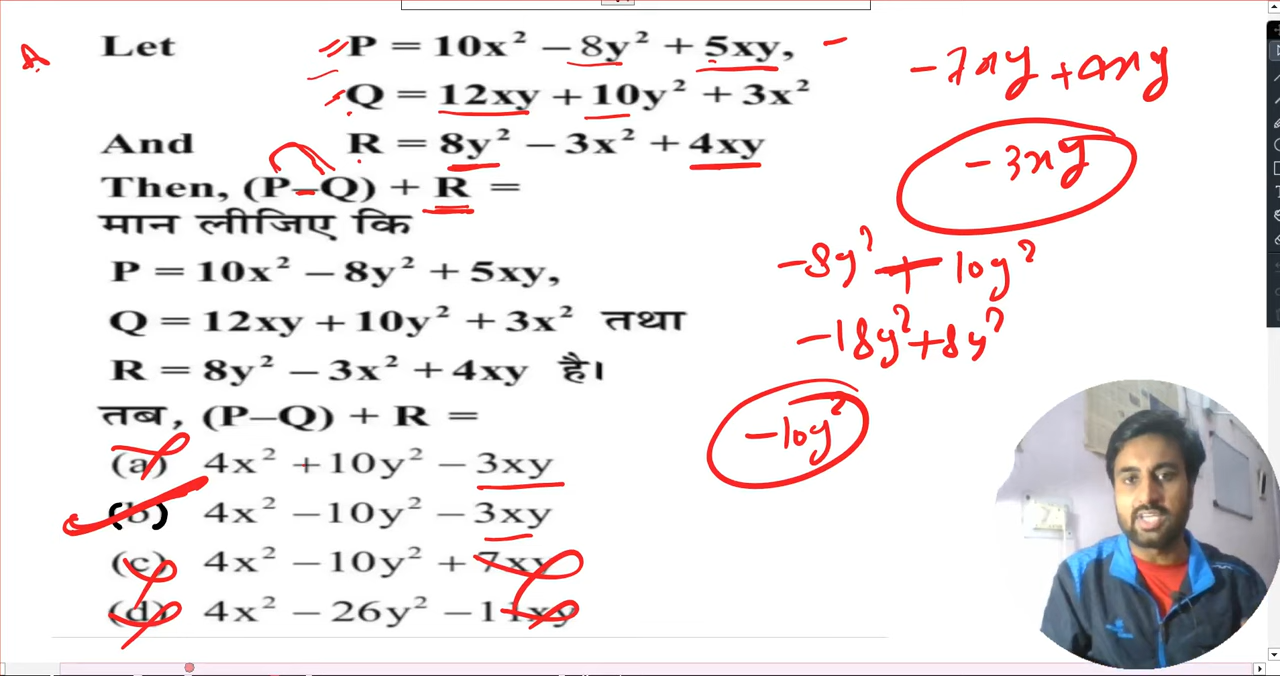 Let P = 10x² – 8y² + 5xy,
Q = 12xy + 10y² + 3x²
And R = 8y² – 3x² + 4xy
Then, (P–Q) + R =
मान लीजिए कि
P = 10x² – 8y² + 5xy,
Q = 12xy + 10y² + 3x² तथा
R = 8y² – 3x² + 4xy है।
तब, (P–Q) + R =
(a) 4x² + 10y² – 3xy
(b) 4x² – 10y² – 3xy
(c) 4x² – 10y² + 7xy
(d) 4x² – 26y² – 11xy
-7xy + 4xy
-3xy
-8y² + 10y²
-18y² + 8y²
-10y²